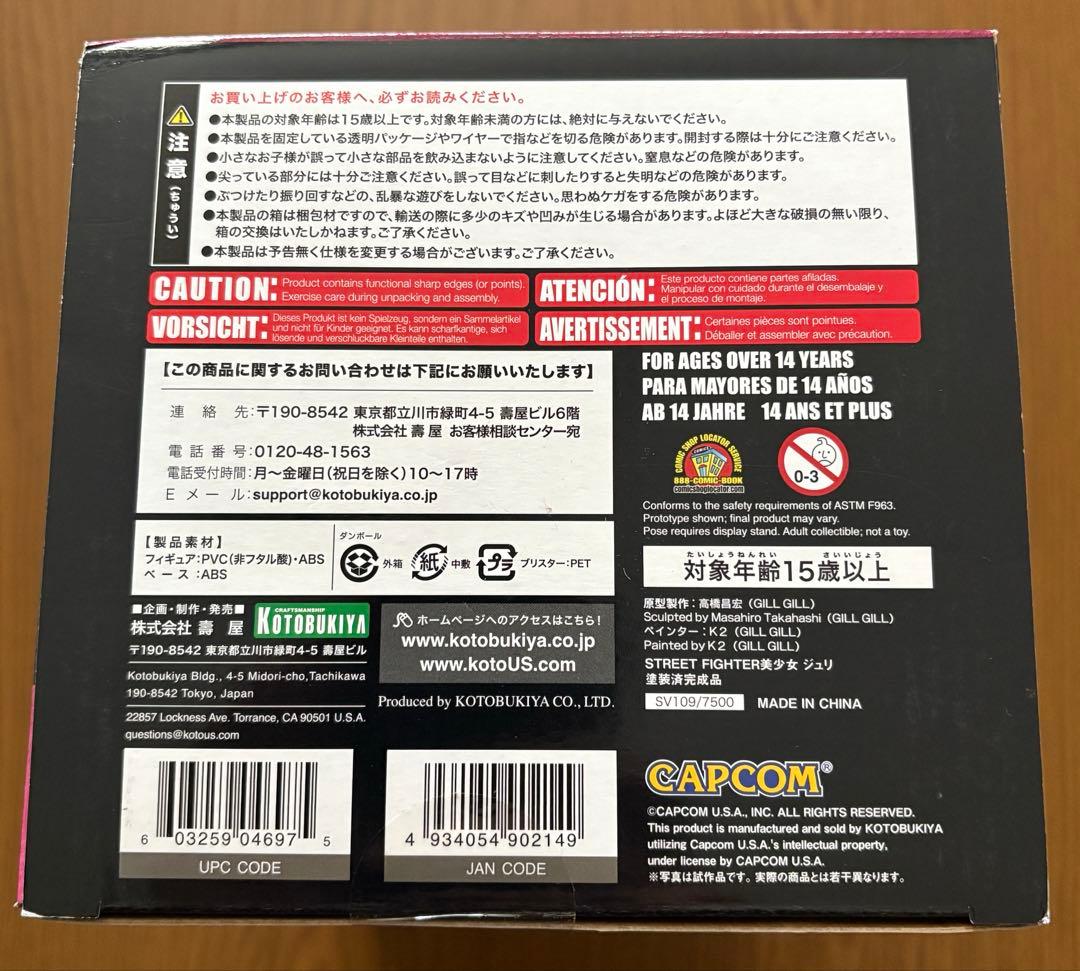 お買い上げのお客様へ、必ずお読みください。
注意(ちゅうい)
●本製品の対象年齢は15歳以上です。対象年齢未満の方には、絶対に与えないでください。
●本製品を固定している透明パッケージやワイヤーで指などを切る危険があります。開封する際は十分にご注意ください。
●小さなお子様が誤って小さな部品を飲み込まないように注意してください。窒息などの危険があります。
●尖っている部分には十分ご注意ください。誤って目などに刺したりすると失明などの危険があります。
●ぶつけたり振り回すなどの、乱暴な遊びをしないでください。思わぬケガをする危険があります。
●本製品の箱は梱包材ですので、輸送の際に多少のキズや凹みが生じる場合があります。よほど大きな破損の無い限り、
箱の交換はいたしかねます。ご了承ください。
●本製品は予告無く仕様を変更する場合がございます。ご了承ください。
CAUTION: Product contains functional sharp edges (or points).
Exercise care during unpacking and assembly.
ATENCIÓN: Este producto contiene partes afiladas.
Manipular con cuidado durante el desembalaje y
el proceso de montaje.
VORSICHT: Dieses Produkt ist kein Spielzeug, sondern ein Sammelartikel
und nicht für Kinder geeignet. Es kann scharfkantige, sich
lösende und verschluckbare Kleinteile enthalten.
AVERTISSEMENT: Certaines pièces sont pointues.
Déballer et assembler avec précaution.
【この商品に関するお問い合わせは下記にお願いいたします】
連絡先:〒190-8542 東京都立川市緑町4-5 壽屋ビル6階
株式会社 壽屋 お客様相談センター宛
電話番号:0120-48-1563
電話受付時間:月〜金曜日(祝日を除く)10〜17時
Eメール:support@kotobukiya.co.jp
FOR AGES OVER 14 YEARS
PARA MAYORES DE 14 AÑOS
AB 14 JAHRE 14 ANS ET PLUS
COMIC SHOP LOCATOR SERVICE
COMICS
888-COMIC-BOOK
comicshoplocator.com
0-3
Conforms to the safety requirements of ASTM F963.
Prototype shown; final product may vary.
Pose requires display stand. Adult collectible; not a toy.
【製品素材】
フィギュア:PVC(非フタル酸)・ABS
ベース:ABS
ダンボール
外箱
紙
中敷
プラ
ブリスター:PET
たいしょうねんれい さいいじょう
対象年齢15歳以上
■企画・制作・発売■
株式会社 壽屋
CRAFTSMANSHIP
KOTOBUKIYA
〒190-8542 東京都立川市緑町4-5 壽屋ビル
Kotobukiya Bldg., 4-5 Midori-cho,Tachikawa
190-8542 Tokyo, Japan
22857 Lockness Ave. Torrance, CA 90501 U.S.A.
questions@kotous.com
ホームページへのアクセスはこちら!
www.kotobukiya.co.jp
www.kotoUS.com
Produced by KOTOBUKIYA CO., LTD.
原型製作:高橋昌宏(GILL GILL)
Sculpted by Masahiro Takahashi (GILL GILL)
ペインター:K2(GILL GILL)
Painted by K2 (GILL GILL)
STREET FIGHTER美少女 ジュリ
塗装済完成品
SV109/7500 MADE IN CHINA
6 03259 04697 5
UPC CODE
4 934054 902149
JAN CODE
CAPCOM®
©CAPCOM U.S.A., INC. ALL RIGHTS RESERVED.
This product is manufactured and sold by KOTOBUKIYA
utilizing Capcom U.S.A.'s intellectual property,
under license by CAPCOM U.S.A.
※写真は試作品です。実際の商品とは若干異なります。